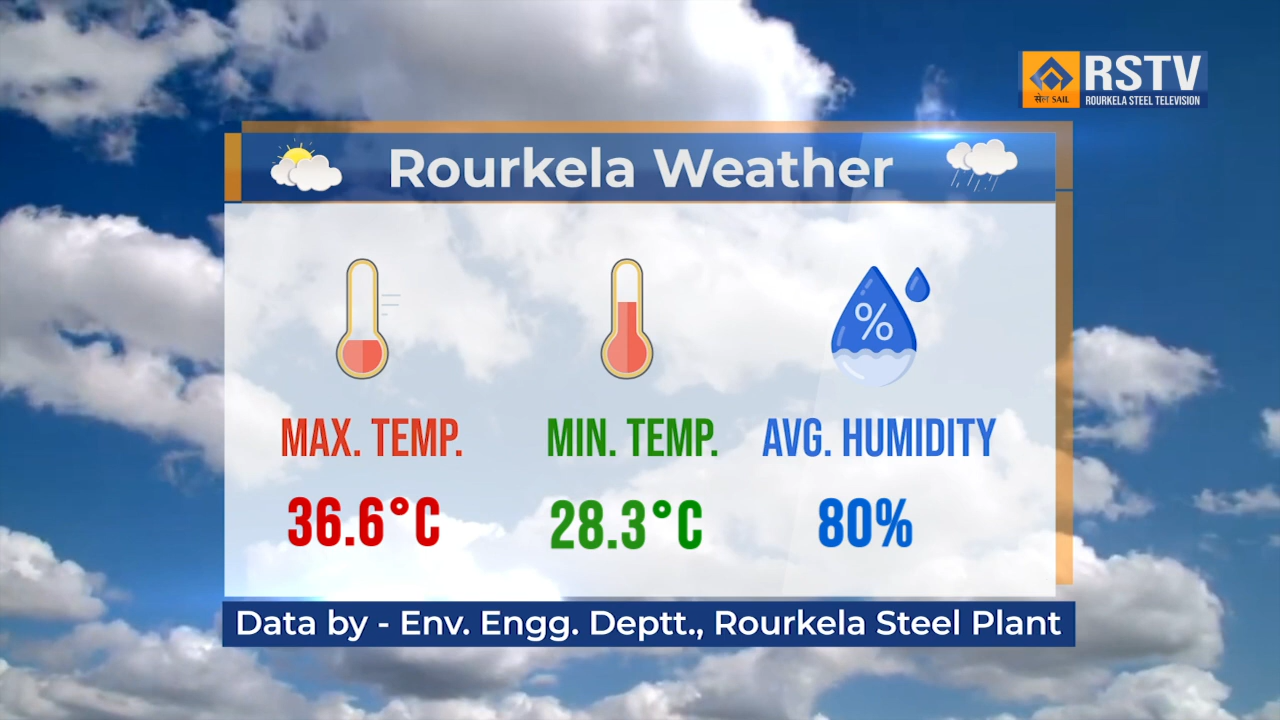 सेल SAIL
RSTV
ROURKELA STEEL TELEVISION
Rourkela Weather
%
MAX. TEMP.
MIN. TEMP.
AVG. HUMIDITY
36.6°C
28.3°C
80%
Data by - Env. Engg. Deptt., Rourkela Steel Plant